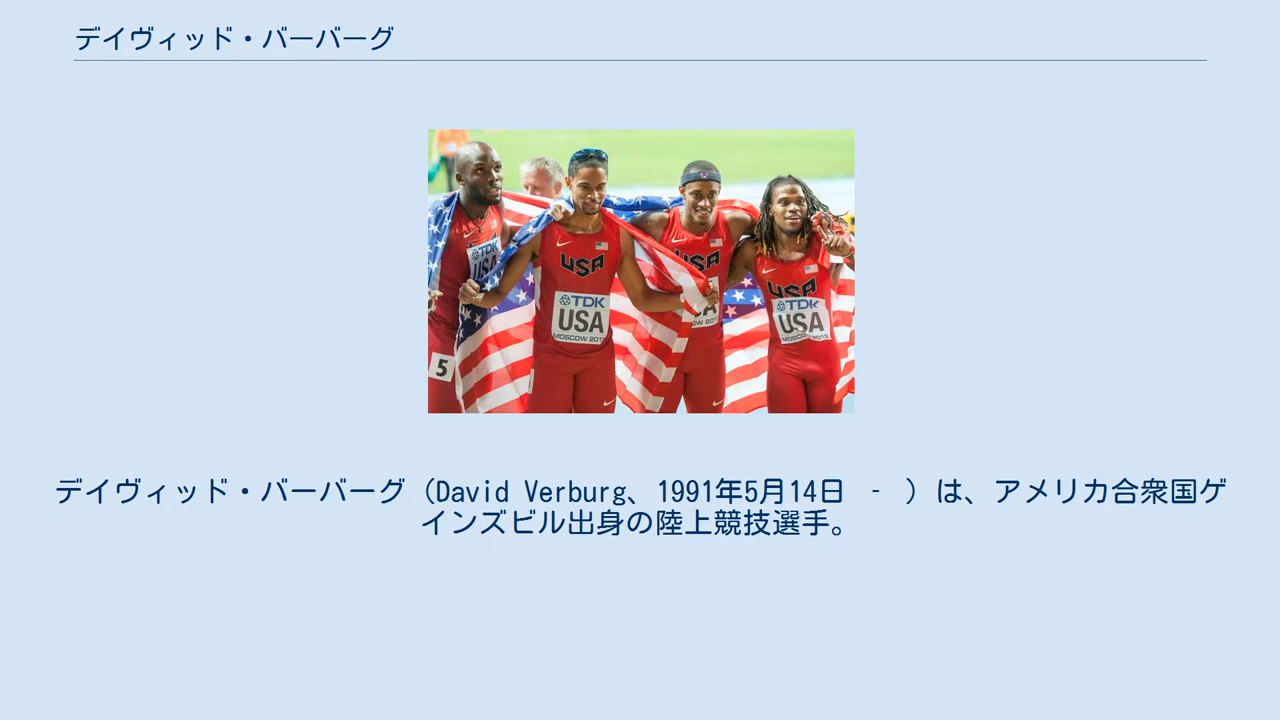 デイヴィッド・バーバーグ
TDK
USA
USA
TDK
USA
MOSCOW 2013
USA
USA
TDK
USA
MOSCOW 2013
5
デイヴィッド・バーバーグ（David Verburg、1991年5月14日 - ）は、アメリカ合衆国ゲ
インズビル出身の陸上競技選手。